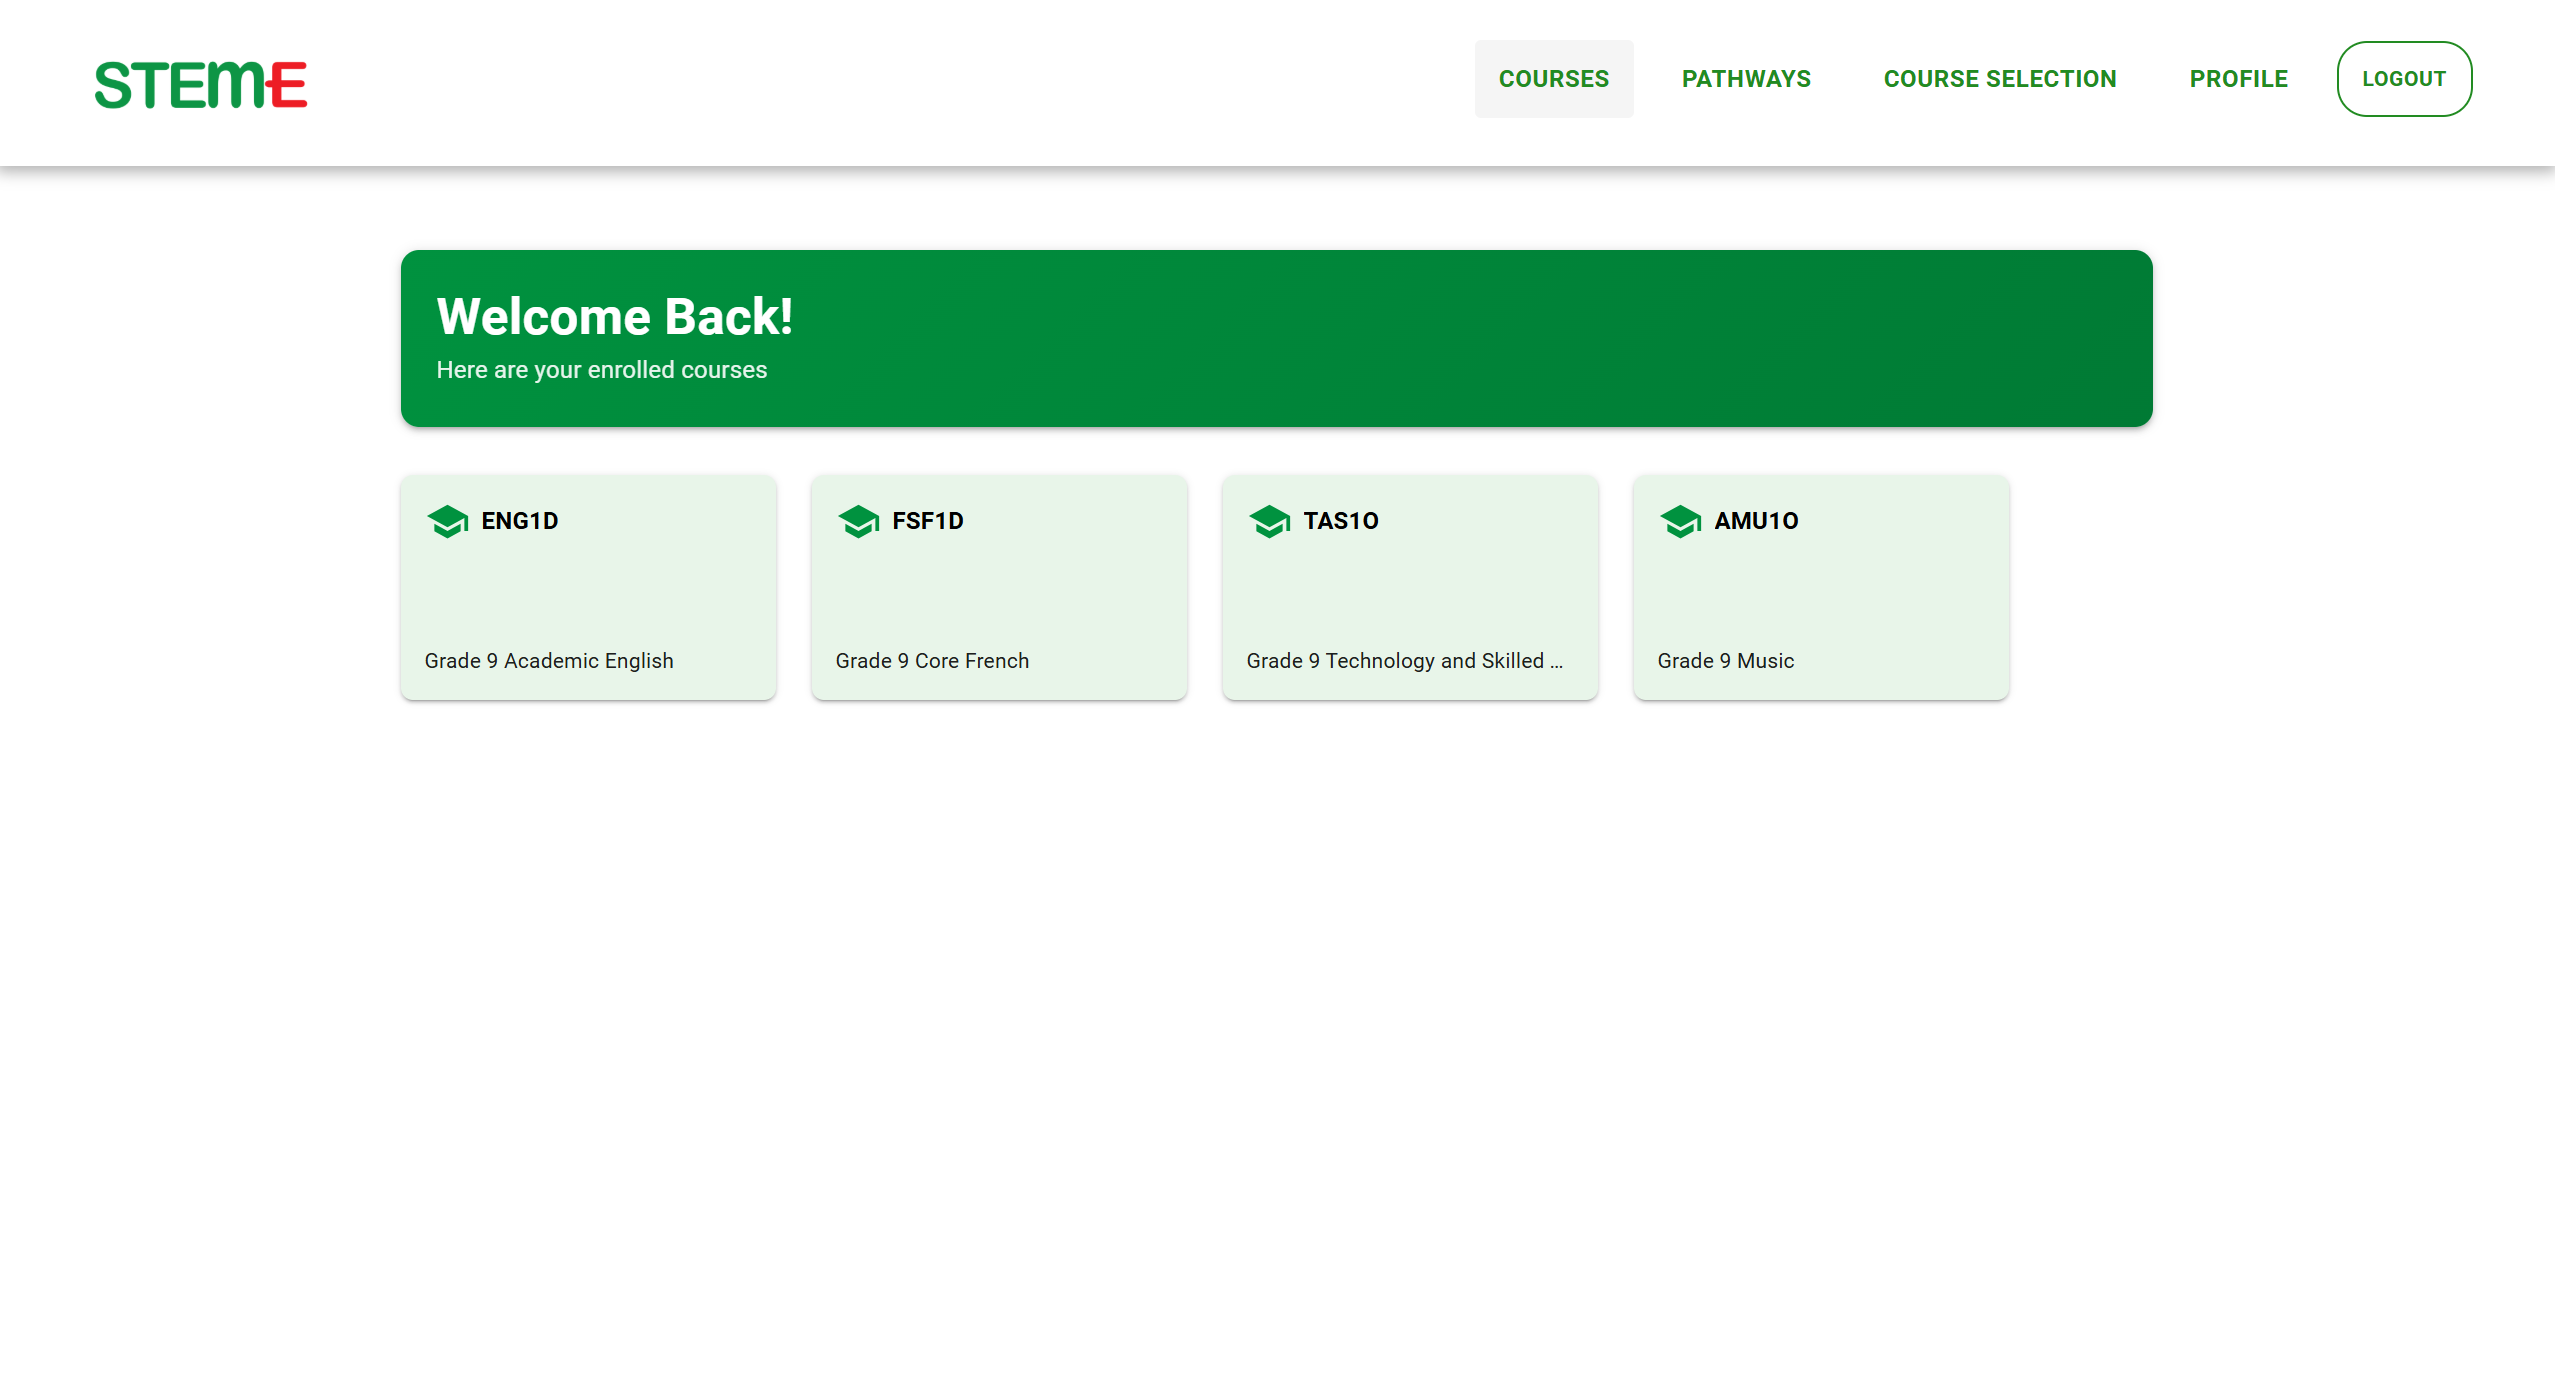 STEME
COURSES
PATHWAYS
COURSE SELECTION
PROFILE
LOGOUT
Welcome Back!
Here are your enrolled courses
ENG1D
Grade 9 Academic English
FSF1D
Grade 9 Core French
TAS1O
Grade 9 Technology and Skilled ...
AMU1O
Grade 9 Music